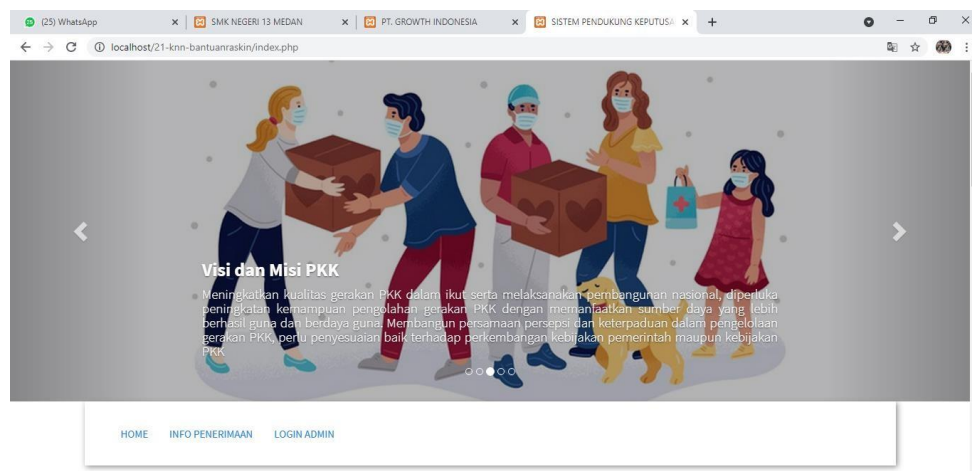 (25) WhatsApp
SMK NEGERI 13 MEDAN
PT. GROWTH INDONESIA
SISTEM PENDUKUNG KEPUTUSA
localhost/21-knn-bantuanraskin/index.php
Visi dan Misi PKK
Meningkatkan kualitas gerakan PKK dalam ikut serta melaksanakan pembangunan nasional, diperluka
peningkatan kemampuan pengolahan gerakan PKK dengan memanfaatkan sumber daya yang lebih
berhasil guna dan berdaya guna. Membangun persamaan persepsi dan keterpaduan dalam pengelolaan
gerakan PKK, perlu penyesuaian baik terhadap perkembangan kebijakan pemerintah maupun kebijakan
PKK
HOME INFO PENERIMAAN LOGIN ADMIN